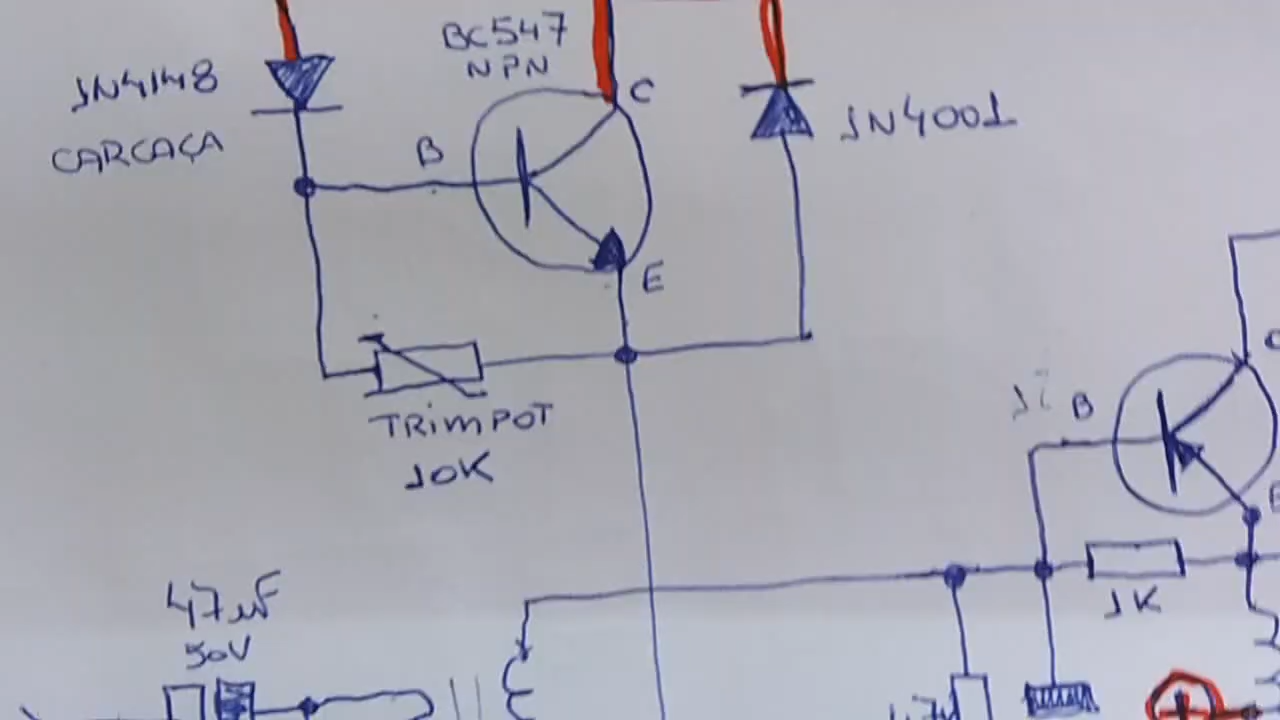 BC547
NPN
1N4148
CARCAÇA
C
B
1N4001
E
TRIMPOT
10K
B
1K
47uF
50V
+